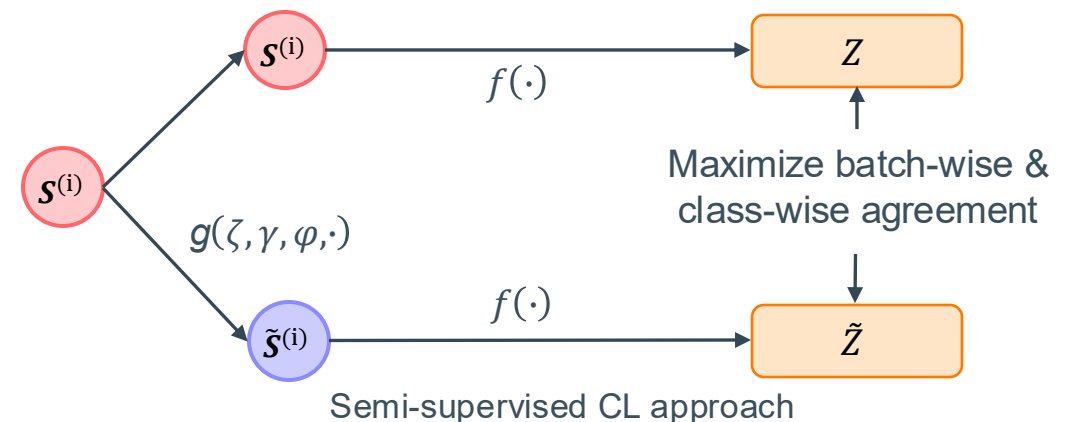 S⁽ⁱ⁾
f(·)
Z
S⁽ⁱ⁾
Maximize batch-wise &
class-wise agreement
g(ζ, γ, φ,·)
S̃⁽ⁱ⁾
f(·)
Z̃
Semi-supervised CL approach